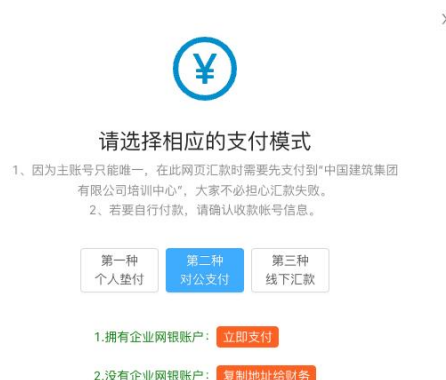 ¥
请选择相应的支付模式
1、因为主账号只能唯一，在此网页汇款时需要先支付到"中国建筑集团
有限公司培训中心"，大家不必担心汇款失败。
2、若要自行付款，请确认收款帐号信息。
第一种 第二种 第三种
个人垫付 对公支付 线下汇款
1.拥有企业网银账户： 立即支付
2.没有企业网银账户： 复制地址给财务